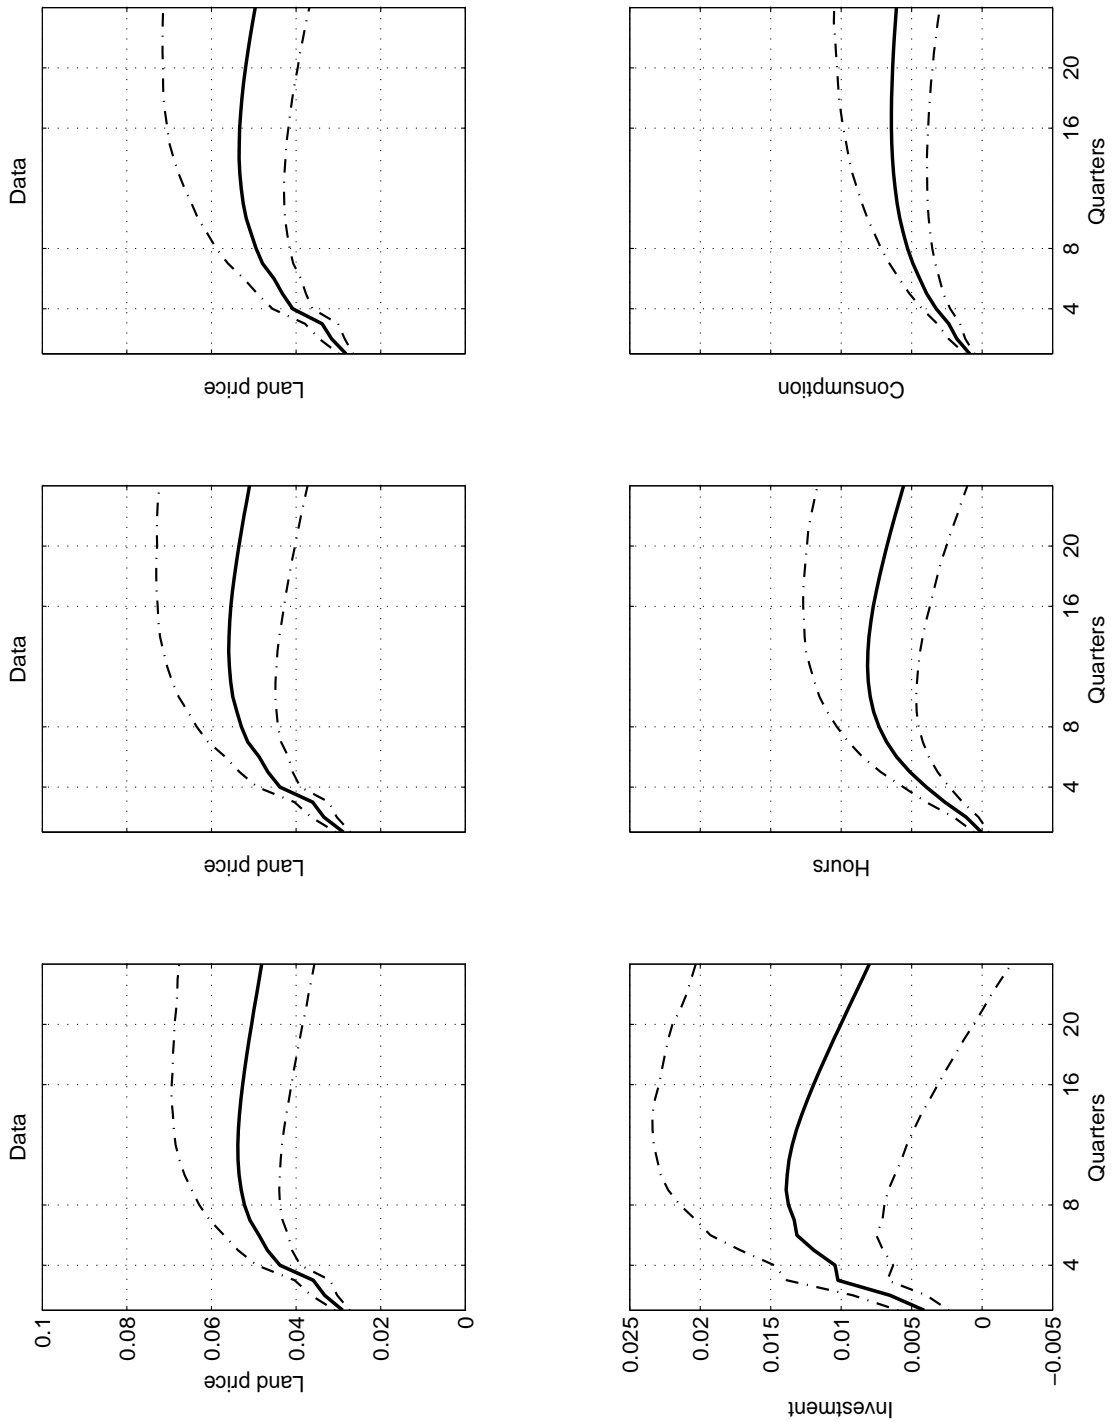 Data
Land price
0.1
0.08
0.06
0.04
0.02
0
Data
Land price
Data
Land price
Investment
0.025
0.02
0.015
0.01
0.005
0
−0.005
4 8 16 20
Quarters
Hours
4 8 16 20
Quarters
Consumption
4 8 16 20
Quarters